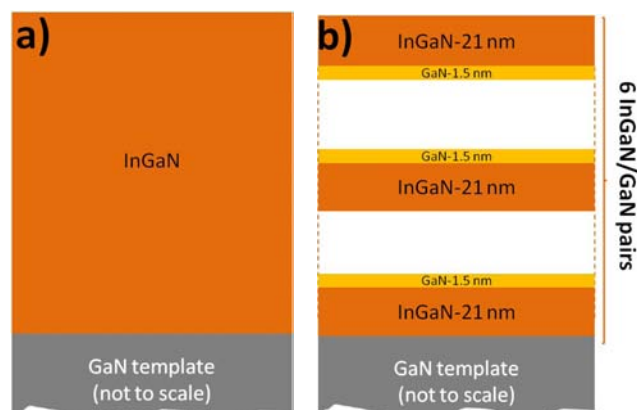 a)
InGaN
GaN template
(not to scale)
b)
InGaN-21 nm
GaN-1.5 nm
GaN-1.5 nm
InGaN-21 nm
GaN-1.5 nm
InGaN-21 nm
GaN template
(not to scale)
6 InGaN/GaN pairs